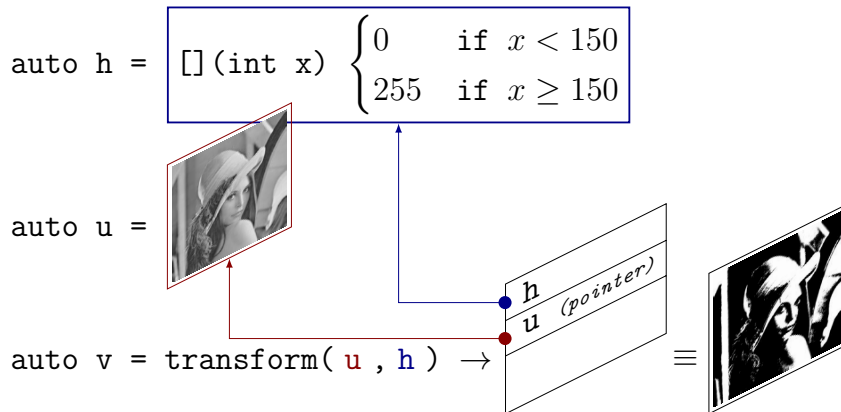 auto h = [](int x) { 0 if x < 150
255 if x ≥ 150
auto u =
h
u (pointer)
auto v = transform( u , h ) → ≡